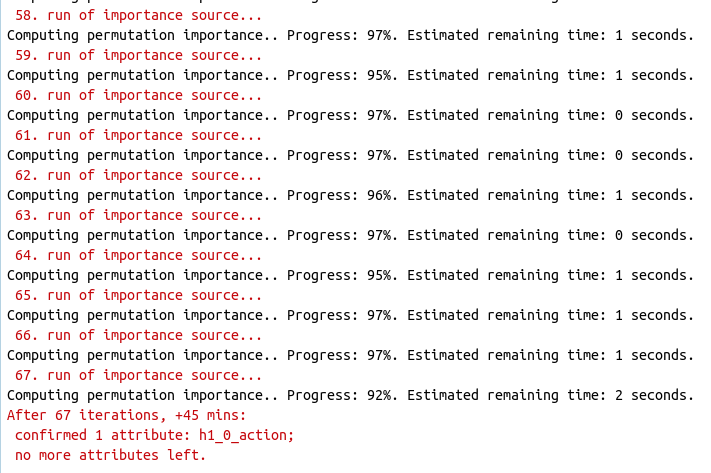 58. run of importance source...
Computing permutation importance.. Progress: 97%. Estimated remaining time: 1 seconds.
59. run of importance source...
Computing permutation importance.. Progress: 95%. Estimated remaining time: 1 seconds.
60. run of importance source...
Computing permutation importance.. Progress: 97%. Estimated remaining time: 0 seconds.
61. run of importance source...
Computing permutation importance.. Progress: 97%. Estimated remaining time: 0 seconds.
62. run of importance source...
Computing permutation importance.. Progress: 96%. Estimated remaining time: 1 seconds.
63. run of importance source...
Computing permutation importance.. Progress: 97%. Estimated remaining time: 0 seconds.
64. run of importance source...
Computing permutation importance.. Progress: 95%. Estimated remaining time: 1 seconds.
65. run of importance source...
Computing permutation importance.. Progress: 97%. Estimated remaining time: 1 seconds.
66. run of importance source...
Computing permutation importance.. Progress: 97%. Estimated remaining time: 1 seconds.
67. run of importance source...
Computing permutation importance.. Progress: 92%. Estimated remaining time: 2 seconds.
After 67 iterations, +45 mins:
confirmed 1 attribute: h1_0_action;
no more attributes left.